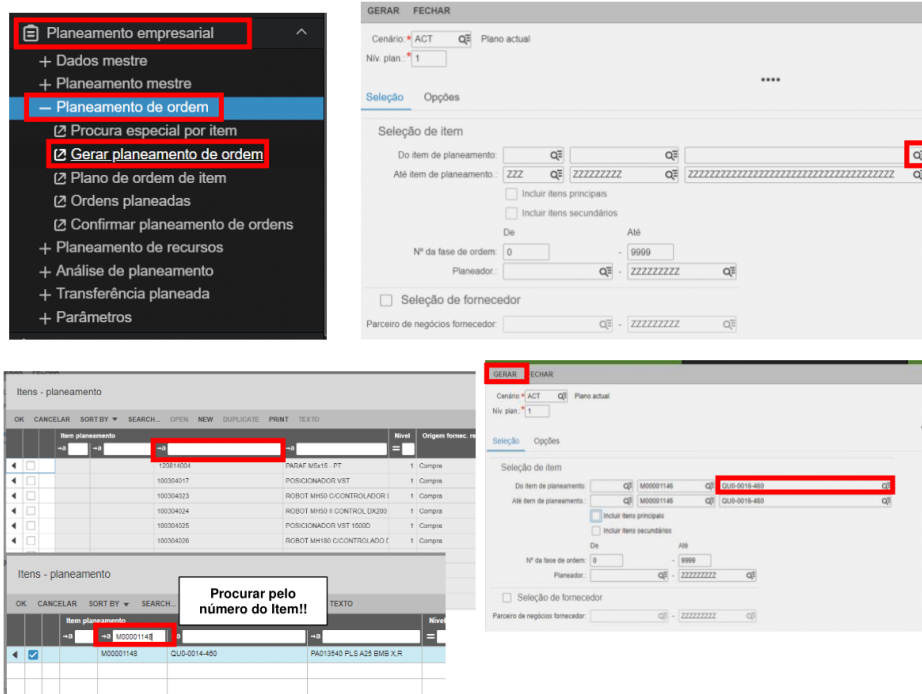 Planeamento empresarial
Dados mestre
Planeamento mestre
Planeamento de ordem
Procura especial por item
Gerar planeamento de ordem
Plano de ordem de item
Ordens planeadas
Confirmar planeamento de ordens
Planeamento de recursos
Análise de planeamento
Transferência planeada
Parâmetros
GERAR FECHAR
Cenário:* ACT Plano actual
Nív. plan.:* 1
Seleção Opções
Seleção de item
Do item de planeamento:
Até item de planeamento.: ZZZ ZZZZZZZZZ ZZZZZZZZZZZZZZZZZZZZZZZZZZZZZZZZZZZZZZ
Incluir itens principais
Incluir itens secundários
De Até
Nº da fase de ordem: 0 - 9999
Planeador.: - ZZZZZZZZZ
Seleção de fornecedor
Parceiro de negócios fornecedor: - ZZZZZZZZZ
Itens - planeamento
OK CANCELAR SORT BY SEARCH... OPEN NEW DUPLICATE PRINT TEXTO
Item planeamento Nível Origem fornec. re
120814004 PARAF M5x15 - PT 1 Compra
100304017 POSICIONADOR VST 1 Compra
100304023 ROBOT MH50 C/CONTROLADOR 1 Compra
100304024 ROBOT MH50 II CONTROL DX200 1 Compra
100304025 POSICIONADOR VST 1500D 1 Compra
100304026 ROBOT MH180 C/CONTROLADO 1 Compra
Itens - planeamento
OK CANCELAR SORT BY SEARCH... TEXTO
Procurar pelo
número do Item!!
Item planeamento Nível
M00001148
M00001148 QU0-0014-460 PA013540 PLS A25 BMB X,R
GERAR ECHAR
Cenário:* ACT Plano actual
Nív. plan.:* 1
Seleção Opções
Seleção de item
Do item de planeamento: M00001146 QU0-0016-460
Até item de planeamento.: M00001146 QU0-0016-460
Incluir itens principais
Incluir itens secundários
De Até
Nº da fase de ordem: 0 - 9999
Planeador.: - ZZZZZZZZZ
Seleção de fornecedor
Parceiro de negócios fornecedor: - ZZZZZZZZZ